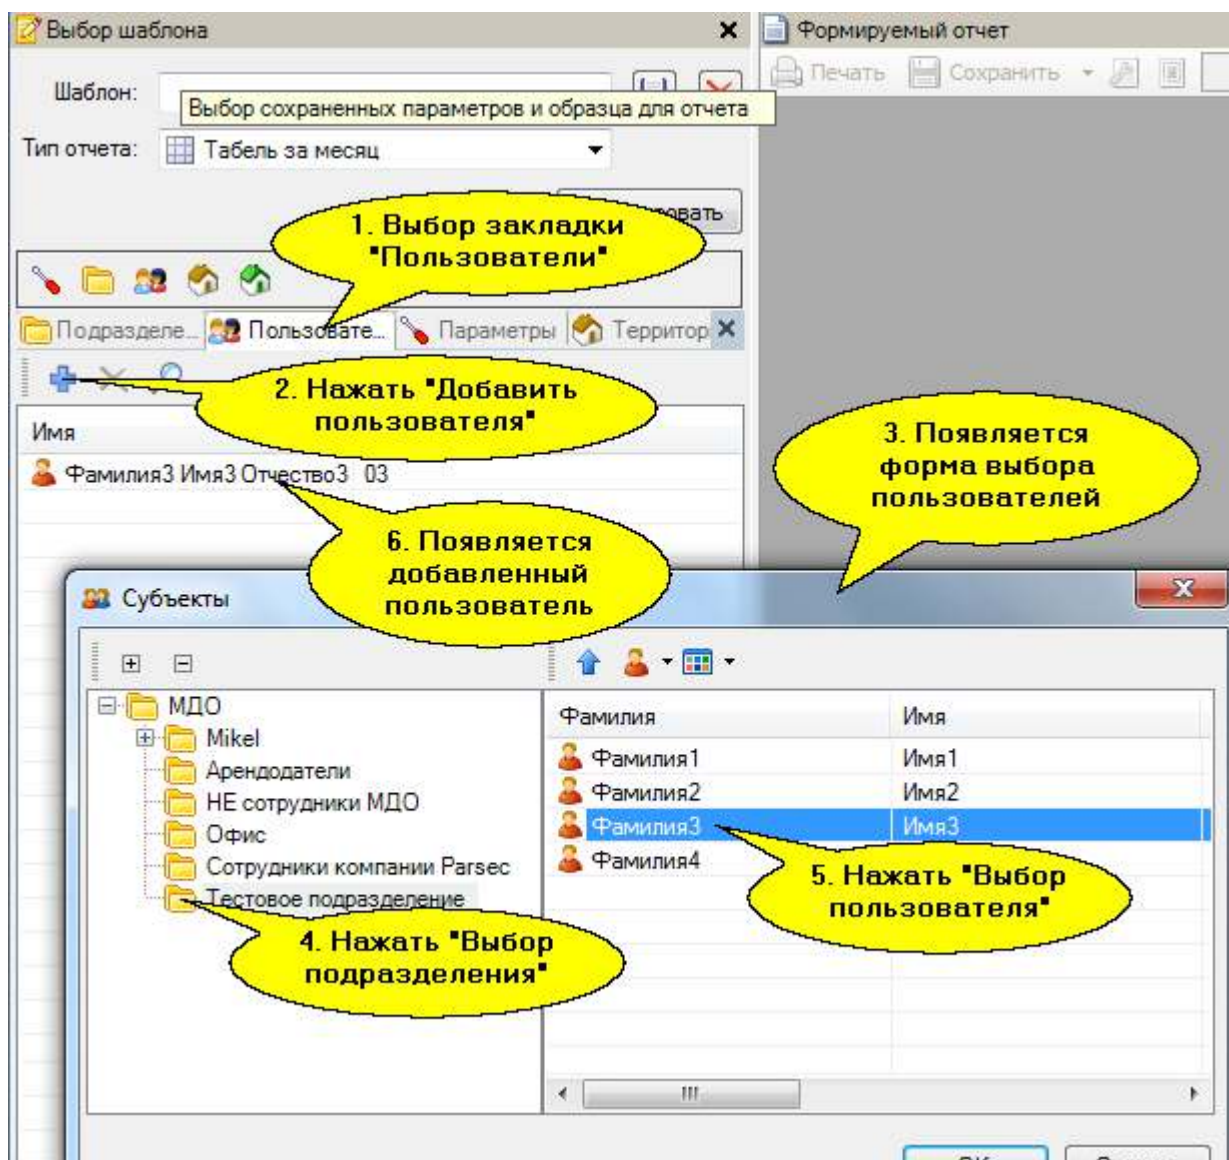 Выбор шаблона
Формируемый отчет
Печать
Сохранить
Шаблон:
Выбор сохраненных параметров и образца для отчета
Тип отчета:
Табель за месяц
1. Выбор закладки
"Пользователи"
Подразделе...
Пользовате...
Параметры
Территор
2. Нажать "Добавить
пользователя"
Имя
3. Появляется
форма выбора
пользователей
Фамилия3 Имя3 Отчество3 03
6. Появляется
добавленный
пользователь
Субъекты
МДО
Mikel
Арендодатели
НЕ сотрудники МДО
Офис
Сотрудники компании Parsec
Тестовое подразделение
Фамилия
Имя
Фамилия1
Имя1
Фамилия2
Имя2
Фамилия3
Имя3
Фамилия4
5. Нажать "Выбор
пользователя"
4. Нажать "Выбор
подразделения"